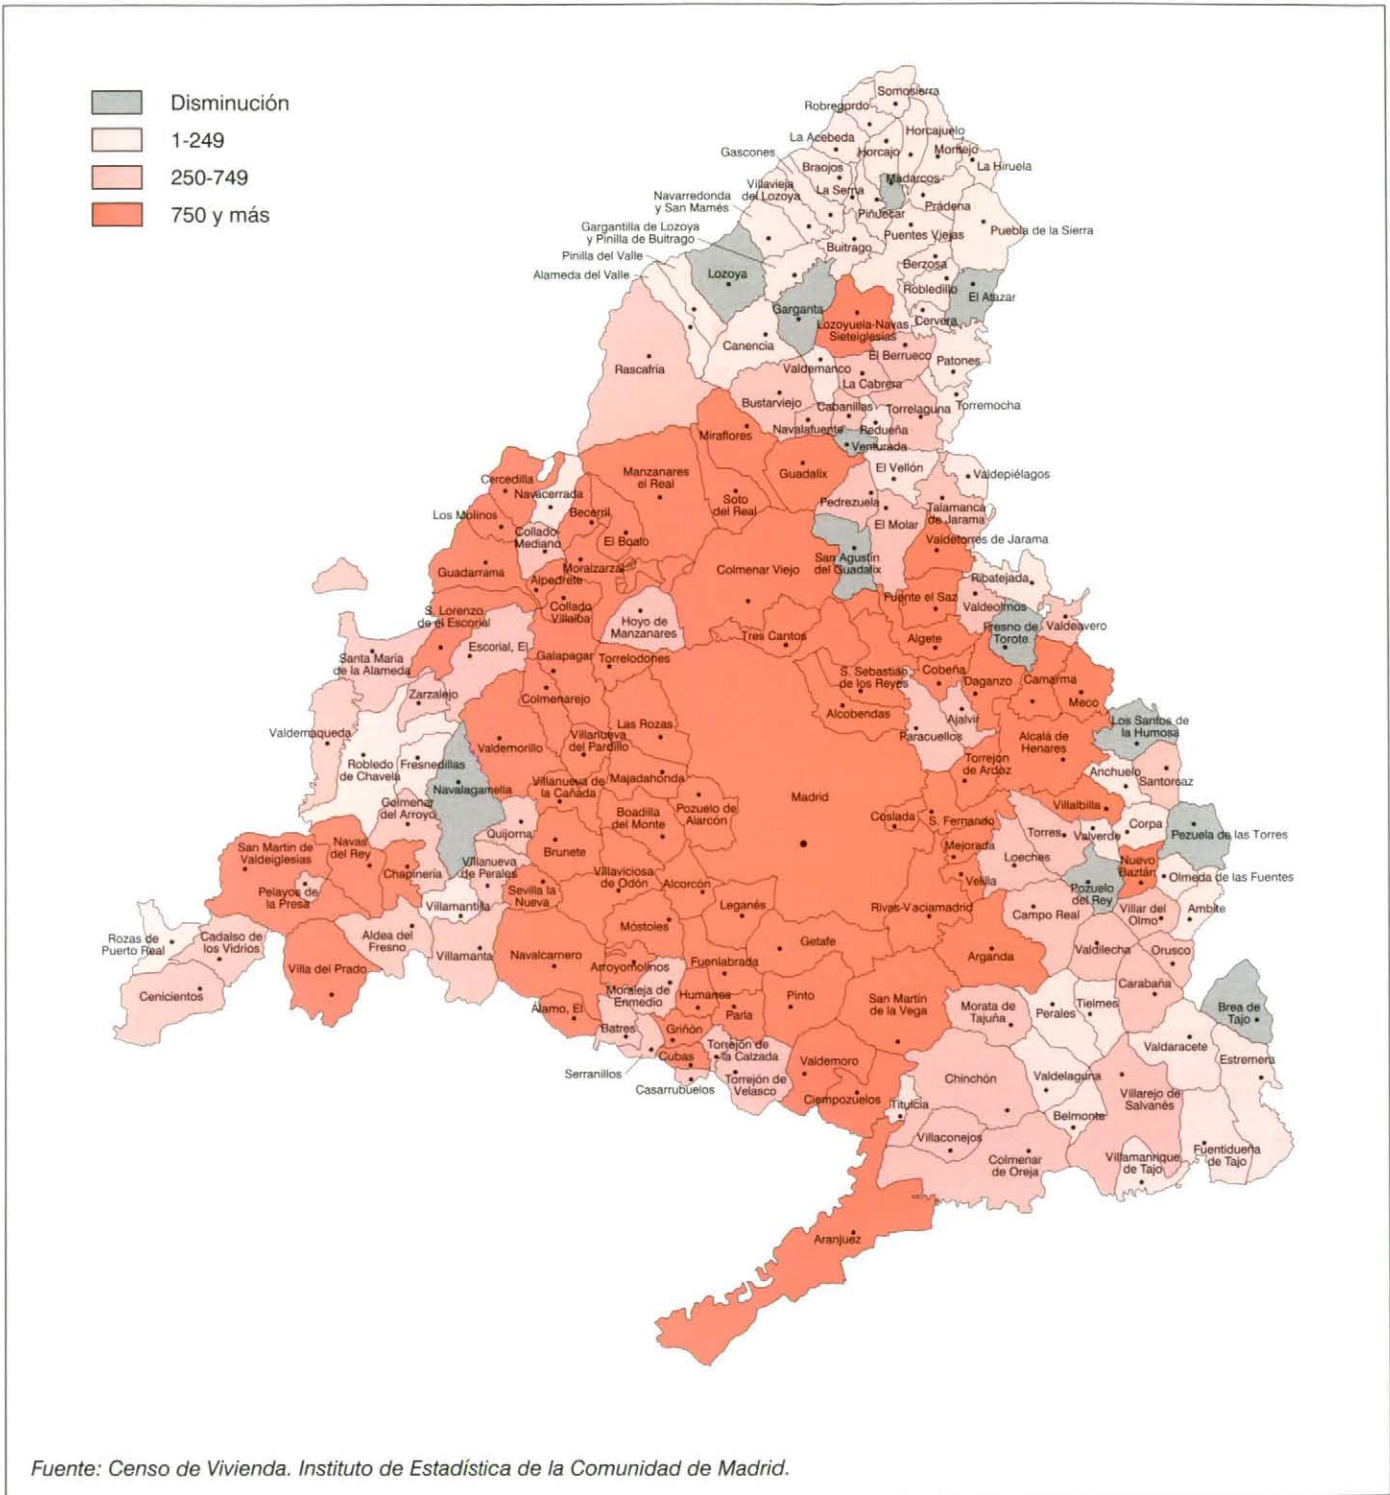 Disminución
1-249
250-749
750 y más
Somosierra
Robregordo
La Acebeda
Horcajuelo
Gascones
Horcajo
Montejo
La Hiruela
Braojos
Madarcos
Villavieja
del Lozoya
La Serna
Navarredonda
y San Mamés
Prádena
Piñuecar
Gargantilla de Lozoya
y Pinilla de Buitrago
Puentes Viejas
Puebla de la Sierra
Buitrago
Pinilla del Valle
Berzosa
Alameda del Valle
Lozoya
Robledillo
El Atazar
Garganta
Cervera
Lozoyuela-Navas
Sieteiglesias
Canencia
El Berrueco
Patones
Rascafria
Valdemanco
La Cabrera
Bustarviejo
Cabanillas
Torrelaguna
Torremocha
Navalafuente
Redueña
Miraflores
Venturada
El Vellón
Manzanares
el Real
Guadalix
Valdepiélagos
Cercedilla
Navacerrada
Soto
del Real
Pedrezuela
Talamanca
de Jarama
Los Molinos
Becerril
El Molar
Collado
Mediano
El Boalo
Valdetorres de Jarama
San Agustín
del Guadalix
Guadarrama
Moralzarzal
Colmenar Viejo
Alpedrete
Ribatejada
Fuente el Saz
Valdeolmos
S. Lorenzo
de el Escorial
Collado
Villalba
Hoyo de
Manzanares
Fresno de
Torote
Valdeavero
Tres Cantos
Algete
Escorial, El
Santa María
de la Alameda
Galapagar
Torrelodones
S. Sebastián
de los Reyes
Cobeña
Daganzo
Camarma
Zarzalejo
Colmenarejo
Meco
Alcobendas
Ajalvir
Las Rozas
Los Santos de
la Humosa
Valdemaqueda
Villanueva
del Pardillo
Paracuellos
Valdemorillo
Alcalá de
Henares
Robledo
de Chavela
Fresnedillas
Torrejón
de Ardoz
Anchuelo
Santorcaz
Navalagamella
Villanueva de
la Cañada
Majadahonda
Madrid
Colmenar
del Arroyo
Boadilla
del Monte
Pozuelo de
Alarcón
Villalbilla
Coslada
S. Fernando
Corpa
Quijorna
Torres
Valverde
Pezuela de las Torres
San Martín de
Valdeiglesias
Navas
del Rey
Brunete
Mejorada
Loeches
Nuevo
Baztán
Villanueva
de Perales
Chapinería
Villaviciosa
de Odón
Velilla
Olmeda de las Fuentes
Pelayos de
la Presa
Sevilla la
Nueva
Alcorcón
Pozuelo
del Rey
Villamantilla
Leganés
Rivas-Vaciamadrid
Campo Real
Villar del
Olmo
Ambite
Móstoles
Rozas de
Puerto Real
Cadalso de
los Vidrios
Aldea del
Fresno
Getafe
Valdilecha
Orusco
Villamanta
Navalcarnero
Arganda
Villa del Prado
Arroyomolinos
Fuenlabrada
Carabaña
Cenicientos
Moraleja de
Enmedio
Humanes
Pinto
San Martín
de la Vega
Morata de
Tajuña
Tielmes
Perales
Brea de
Tajo
Álamo, El
Parla
Batres
Griñón
Valdaracete
Torrejón de
la Calzada
Cubas
Valdemoro
Estremera
Serranillos
Casarrubuelos
Torrejón de
Velasco
Chinchón
Valdelaguna
Villarejo de
Salvanés
Ciempozuelos
Titulcia
Belmonte
Villaconejos
Colmenar
de Oreja
Villamanrique
de Tajo
Fuentidueña
de Tajo
Aranjuez
Fuente: Censo de Vivienda. Instituto de Estadística de la Comunidad de Madrid.